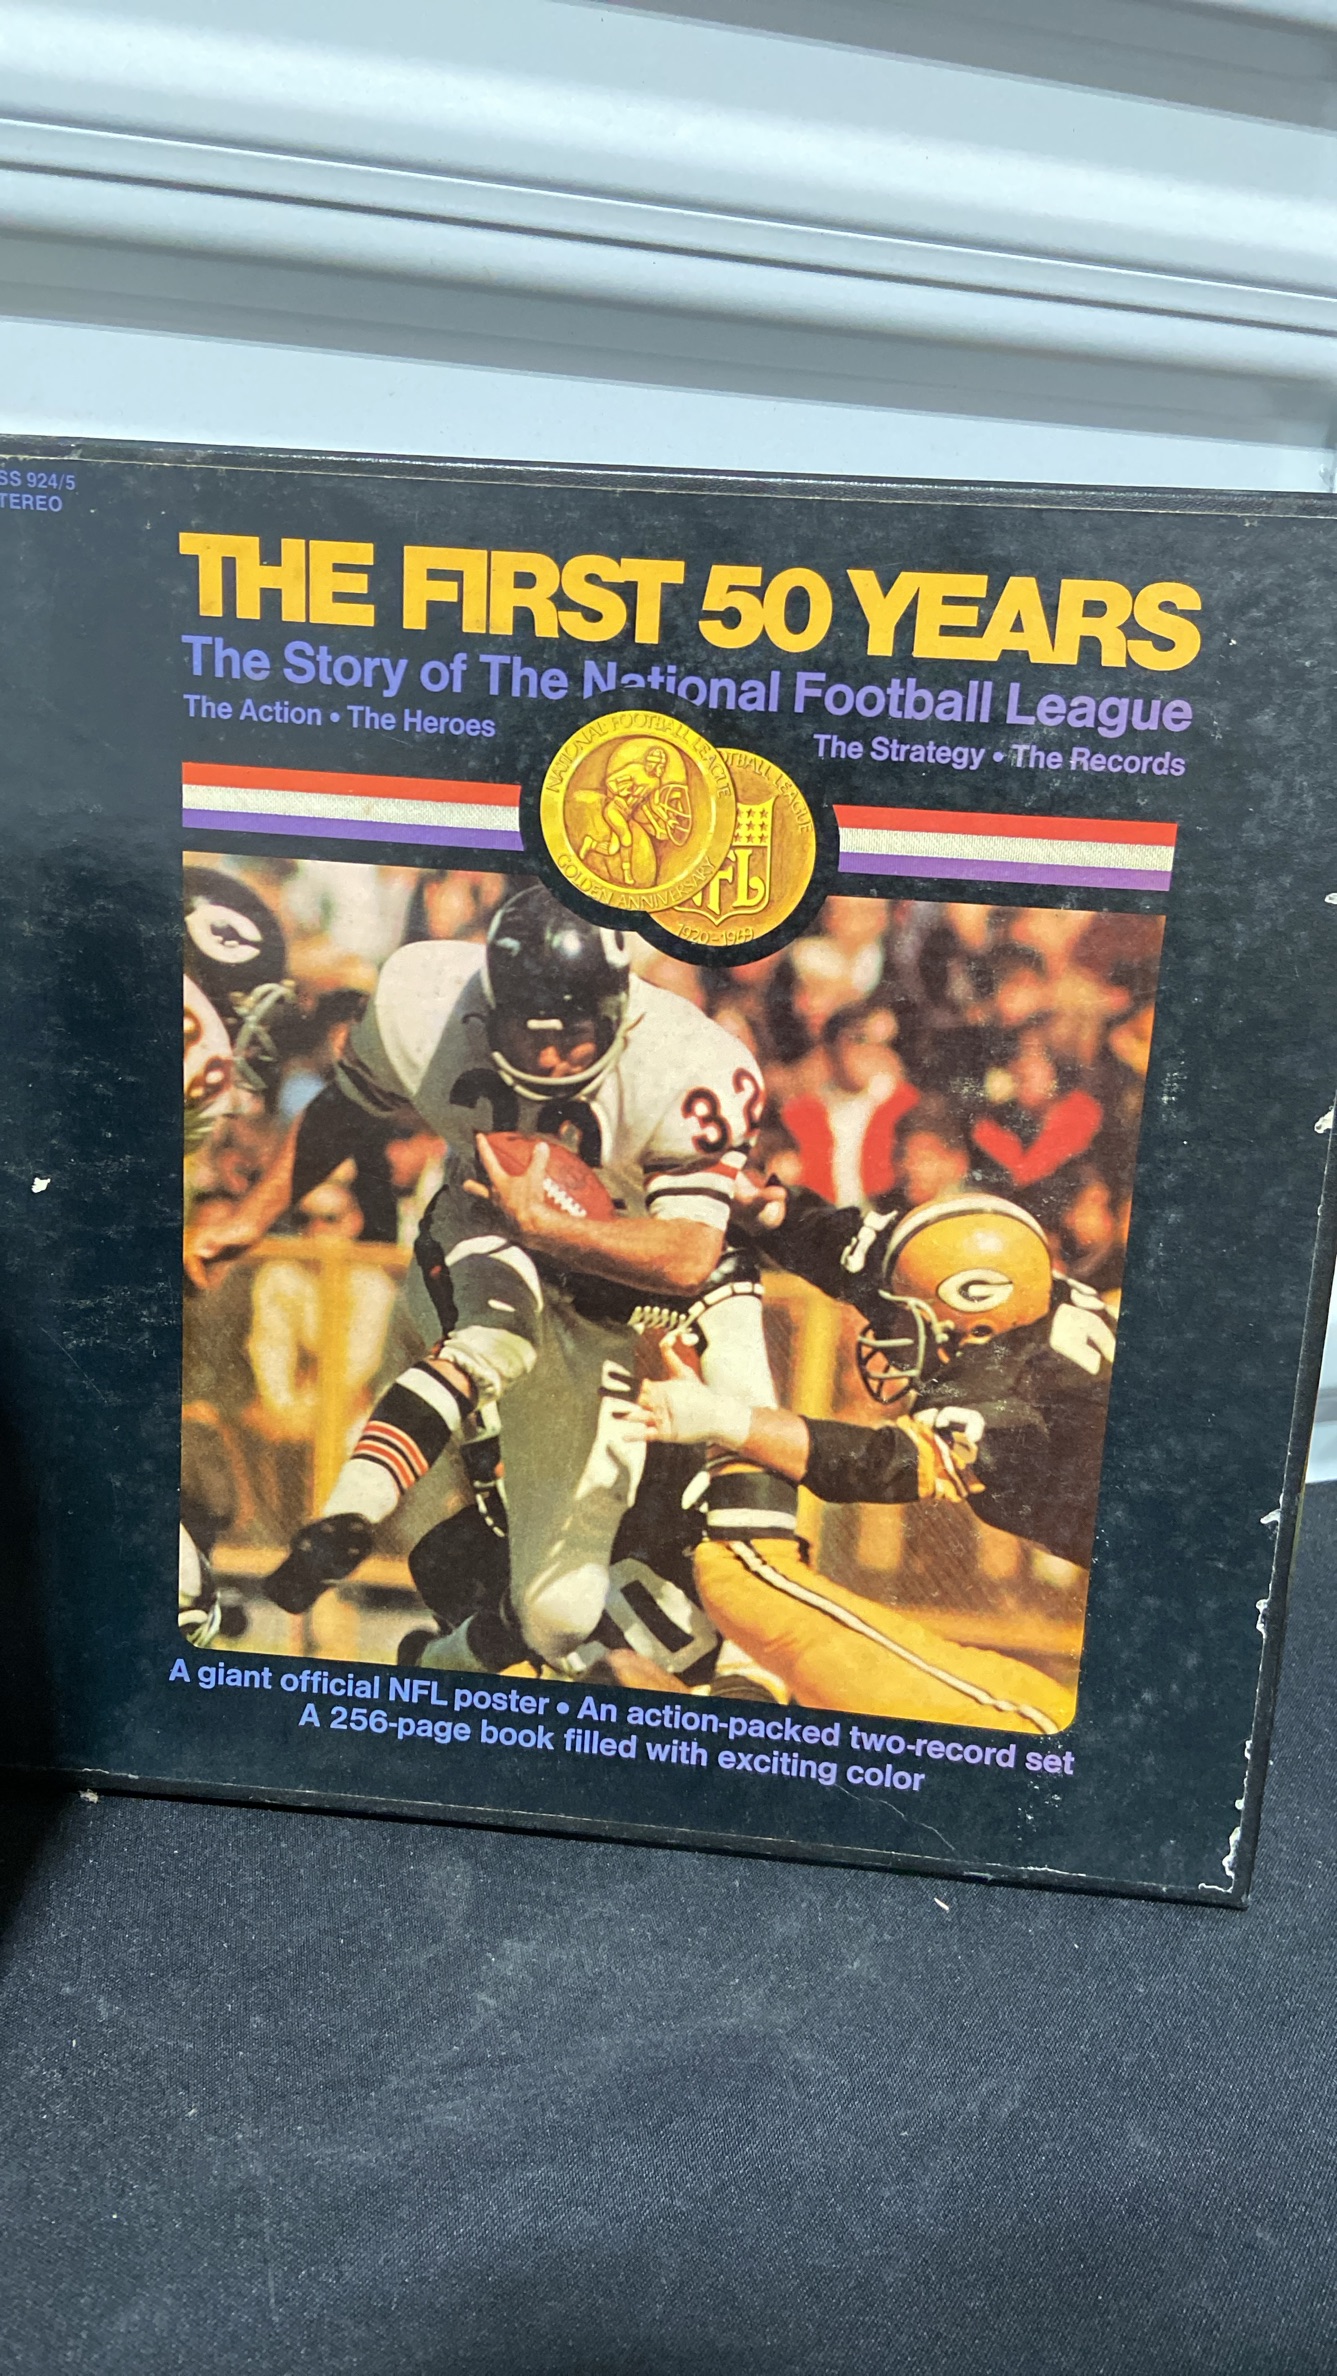 SS 924/5
TEREO
THE FIRST 50 YEARS
The Story of The National Football League
The Action • The Heroes
The Strategy • The Records
NATIONAL FOOTBALL LEAGUE
GOLDEN ANNIVERSARY
OTBALL LEAGUE
NFL
1920-1969
C
32
G
A giant official NFL poster • An action-packed two-record set
A 256-page book filled with exciting color